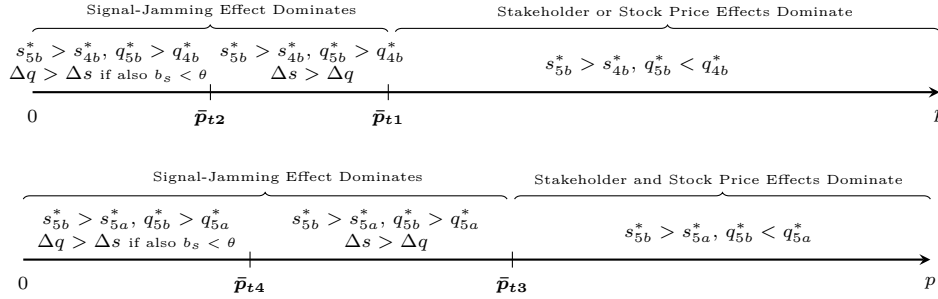 Signal-Jamming Effect Dominates Stakeholder or Stock Price Effects Dominate
s*_{5b} > s*_{4b}, q*_{5b} > q*_{4b} s*_{5b} > s*_{4b}, q*_{5b} > q*_{4b} s*_{5b} > s*_{4b}, q*_{5b} < q*_{4b}
Δq > Δs if also b_s < θ Δs > Δq
0 p̄_{t2} p̄_{t1}
Signal-Jamming Effect Dominates Stakeholder and Stock Price Effects Dominate
s*_{5b} > s*_{5a}, q*_{5b} > q*_{5a} s*_{5b} > s*_{5a}, q*_{5b} > q*_{5a} s*_{5b} > s*_{5a}, q*_{5b} < q*_{5a}
Δq > Δs if also b_s < θ Δs > Δq
0 p̄_{t4} p̄_{t3} p